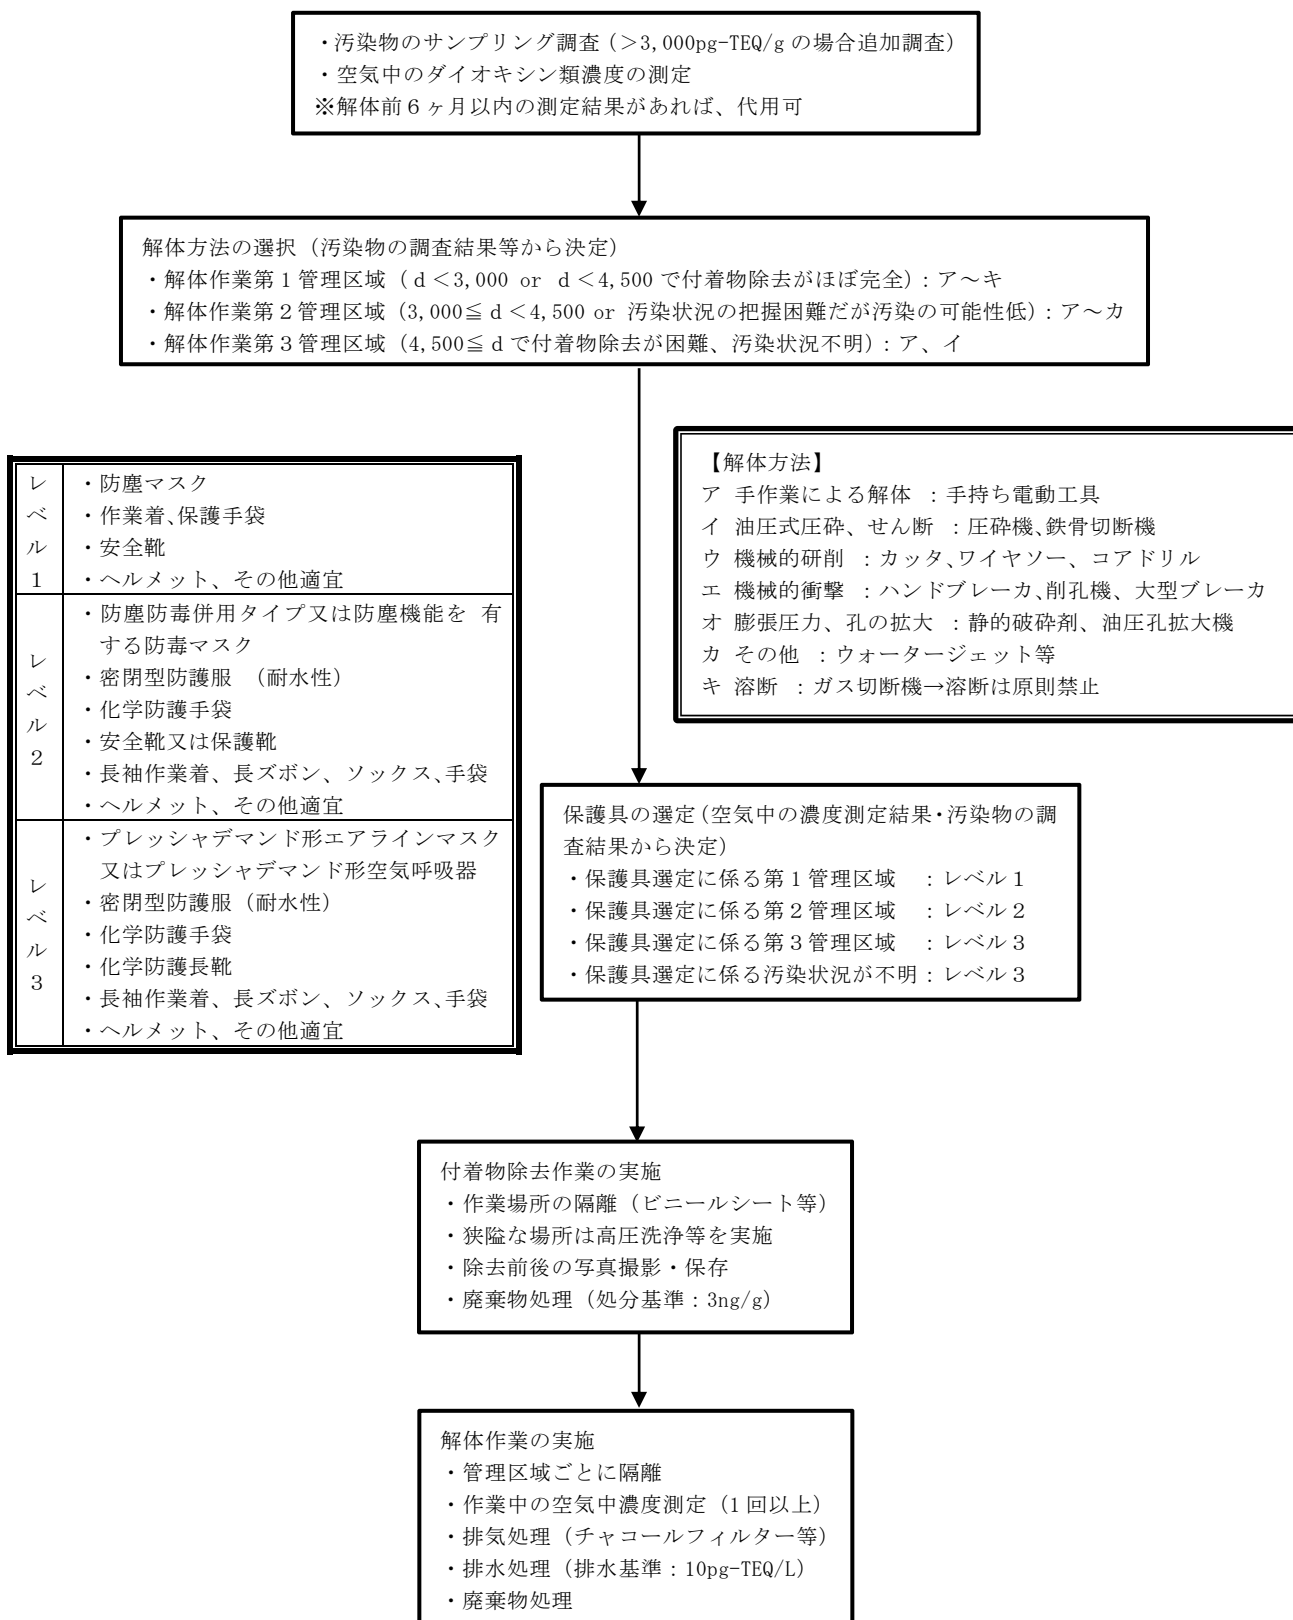 ・汚染物のサンプリング調査（＞3,000pg-TEQ/g の場合追加調査）
・空気中のダイオキシン類濃度の測定
※解体前６ヶ月以内の測定結果があれば、代用可
解体方法の選択（汚染物の調査結果等から決定）
・解体作業第１管理区域（ｄ＜3,000 or ｄ＜4,500 で付着物除去がほぼ完全）：ア～キ
・解体作業第２管理区域（3,000≦ｄ＜4,500 or 汚染状況の把握困難だが汚染の可能性低）：ア～カ
・解体作業第３管理区域（4,500≦ｄで付着物除去が困難、汚染状況不明）：ア、イ
【解体方法】
ア 手作業による解体 ：手持ち電動工具
イ 油圧式圧砕、せん断 ：圧砕機、鉄骨切断機
ウ 機械的研削 ：カッタ、ワイヤソー、コアドリル
エ 機械的衝撃 ：ハンドブレーカ、削孔機、大型ブレーカ
オ 膨張圧力、孔の拡大 ：静的破砕剤、油圧孔拡大機
カ その他 ：ウォータージェット等
キ 溶断 ：ガス切断機→溶断は原則禁止
レベル１
・防塵マスク
・作業着、保護手袋
・安全靴
・ヘルメット、その他適宜
レベル２
・防塵防毒併用タイプ又は防塵機能を 有
する防毒マスク
・密閉型防護服 （耐水性）
・化学防護手袋
・安全靴又は保護靴
・長袖作業着、長ズボン、ソックス、手袋
・ヘルメット、その他適宜
レベル３
・プレッシャデマンド形エアラインマスク
又はプレッシャデマンド形空気呼吸器
・密閉型防護服（耐水性）
・化学防護手袋
・化学防護長靴
・長袖作業着、長ズボン、ソックス、手袋
・ヘルメット、その他適宜
保護具の選定（空気中の濃度測定結果・汚染物の調
査結果から決定）
・保護具選定に係る第１管理区域 ：レベル１
・保護具選定に係る第２管理区域 ：レベル２
・保護具選定に係る第３管理区域 ：レベル３
・保護具選定に係る汚染状況が不明：レベル３
付着物除去作業の実施
・作業場所の隔離（ビニールシート等）
・狭隘な場所は高圧洗浄等を実施
・除去前後の写真撮影・保存
・廃棄物処理（処分基準：3ng/g）
解体作業の実施
・管理区域ごとに隔離
・作業中の空気中濃度測定（1 回以上）
・排気処理（チャコールフィルター等）
・排水処理（排水基準：10pg-TEQ/L）
・廃棄物処理